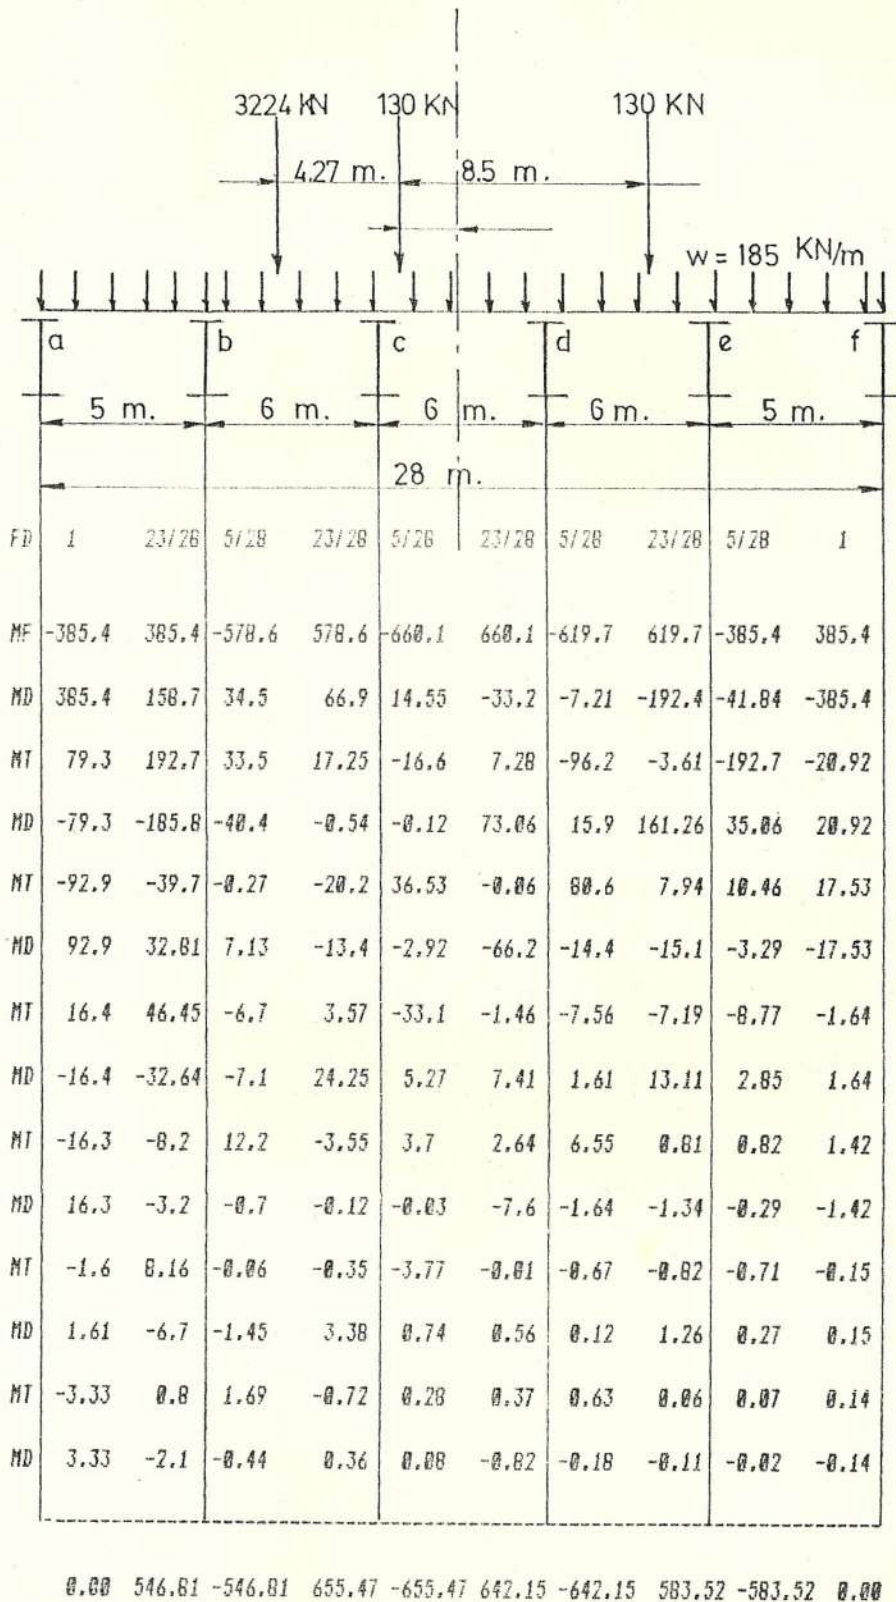 3224 KN 130 KN 130 KN
4.27 m. 8.5 m.
w = 185 KN/m
a b c d e f
5 m. 6 m. 6 m. 6 m. 5 m.
28 m.
FD 1 23/28 5/28 23/28 5/28 23/28 5/28 23/28 5/28 1
MF -385.4 385.4 -578.6 578.6 -660.1 660.1 -619.7 619.7 -385.4 385.4
MD 385.4 158.7 34.5 66.9 14.55 -33.2 -7.21 -192.4 -41.84 -385.4
MT 79.3 192.7 33.5 17.25 -16.6 7.28 -96.2 -3.61 -192.7 -20.92
MD -79.3 -185.8 -40.4 -0.54 -0.12 73.06 15.9 161.26 35.06 20.92
MT -92.9 -39.7 -0.27 -20.2 36.53 -0.06 80.6 7.94 10.46 17.53
MD 92.9 32.81 7.13 -13.4 -2.92 -66.2 -14.4 -15.1 -3.29 -17.53
MT 16.4 46.45 -6.7 3.57 -33.1 -1.46 -7.56 -7.19 -8.77 -1.64
MD -16.4 -32.64 -7.1 24.25 5.27 7.41 1.61 13.11 2.85 1.64
MT -16.3 -8.2 12.2 -3.55 3.7 2.64 6.55 0.81 0.82 1.42
MD 16.3 -3.2 -0.7 -0.12 -0.03 -7.6 -1.64 -1.34 -0.29 -1.42
MT -1.6 8.16 -0.06 -0.35 -3.77 -0.01 -0.67 -0.82 -0.71 -0.15
MD 1.61 -6.7 -1.45 3.38 0.74 0.56 0.12 1.26 0.27 0.15
MT -3.33 0.8 1.69 -0.72 0.28 0.37 0.63 0.06 0.07 0.14
MD 3.33 -2.1 -0.44 0.36 0.08 -0.82 -0.18 -0.11 -0.02 -0.14
0.00 546.81 -546.81 655.47 -655.47 642.15 -642.15 583.52 -583.52 0.00